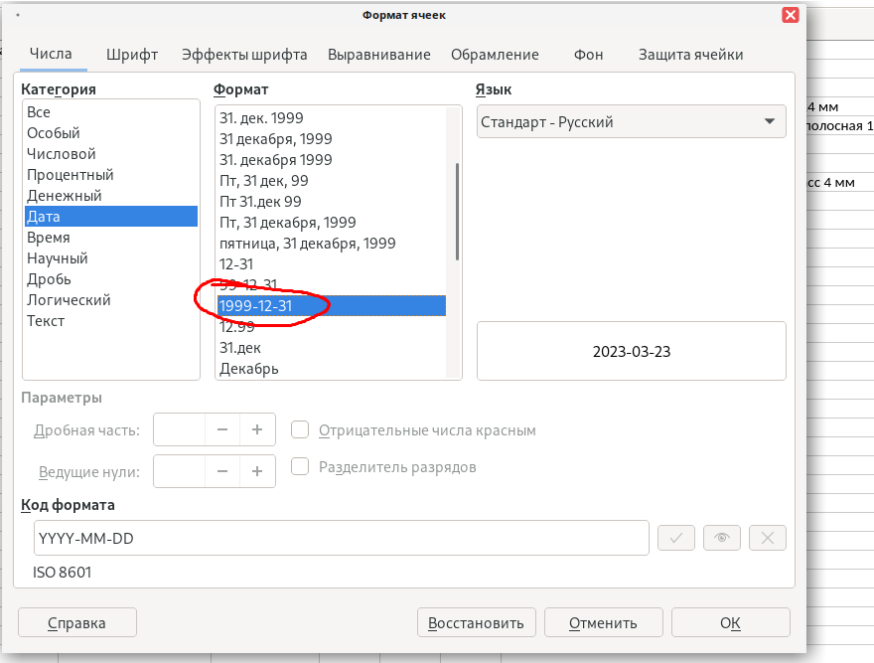 Формат ячеек
Числа Шрифт Эффекты шрифта Выравнивание Обрамление Фон Защита ячейки
Категория
Все
Особый
Числовой
Процентный
Денежный
Дата
Время
Научный
Дробь
Логический
Текст
Формат
31. дек. 1999
31 декабря, 1999
31. декабря 1999
Пт, 31 дек, 99
Пт 31.дек 99
Пт, 31 декабря, 1999
пятница, 31 декабря, 1999
12-31
99-12-31
1999-12-31
12.99
31.дек
Декабрь
Язык
Стандарт - Русский
2023-03-23
Параметры
Дробная часть: − +
Отрицательные числа красным
Ведущие нули: − +
Разделитель разрядов
Код формата
YYYY-MM-DD
ISO 8601
Справка Восстановить Отменить ОК
4 мм
полосная 1
сс 4 мм